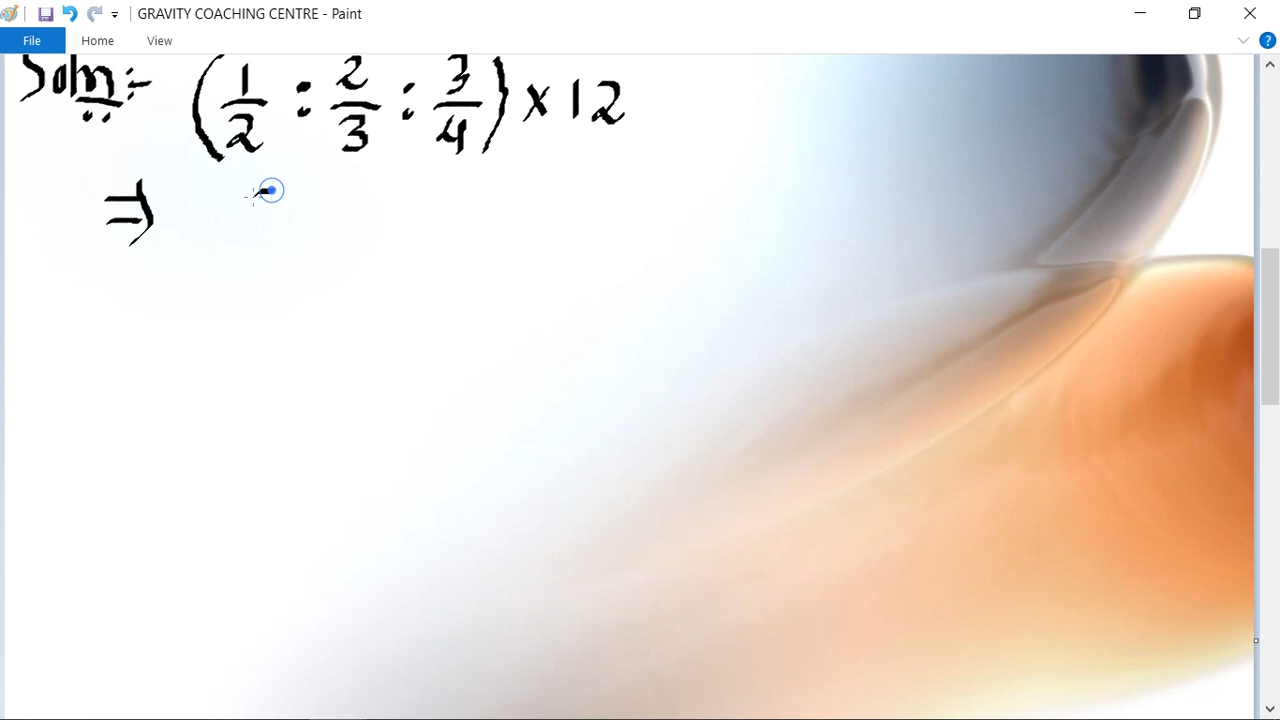 GRAVITY COACHING CENTRE - Paint
File Home View
Soln:- (1/2 : 2/3 : 3/4) × 12
⇒